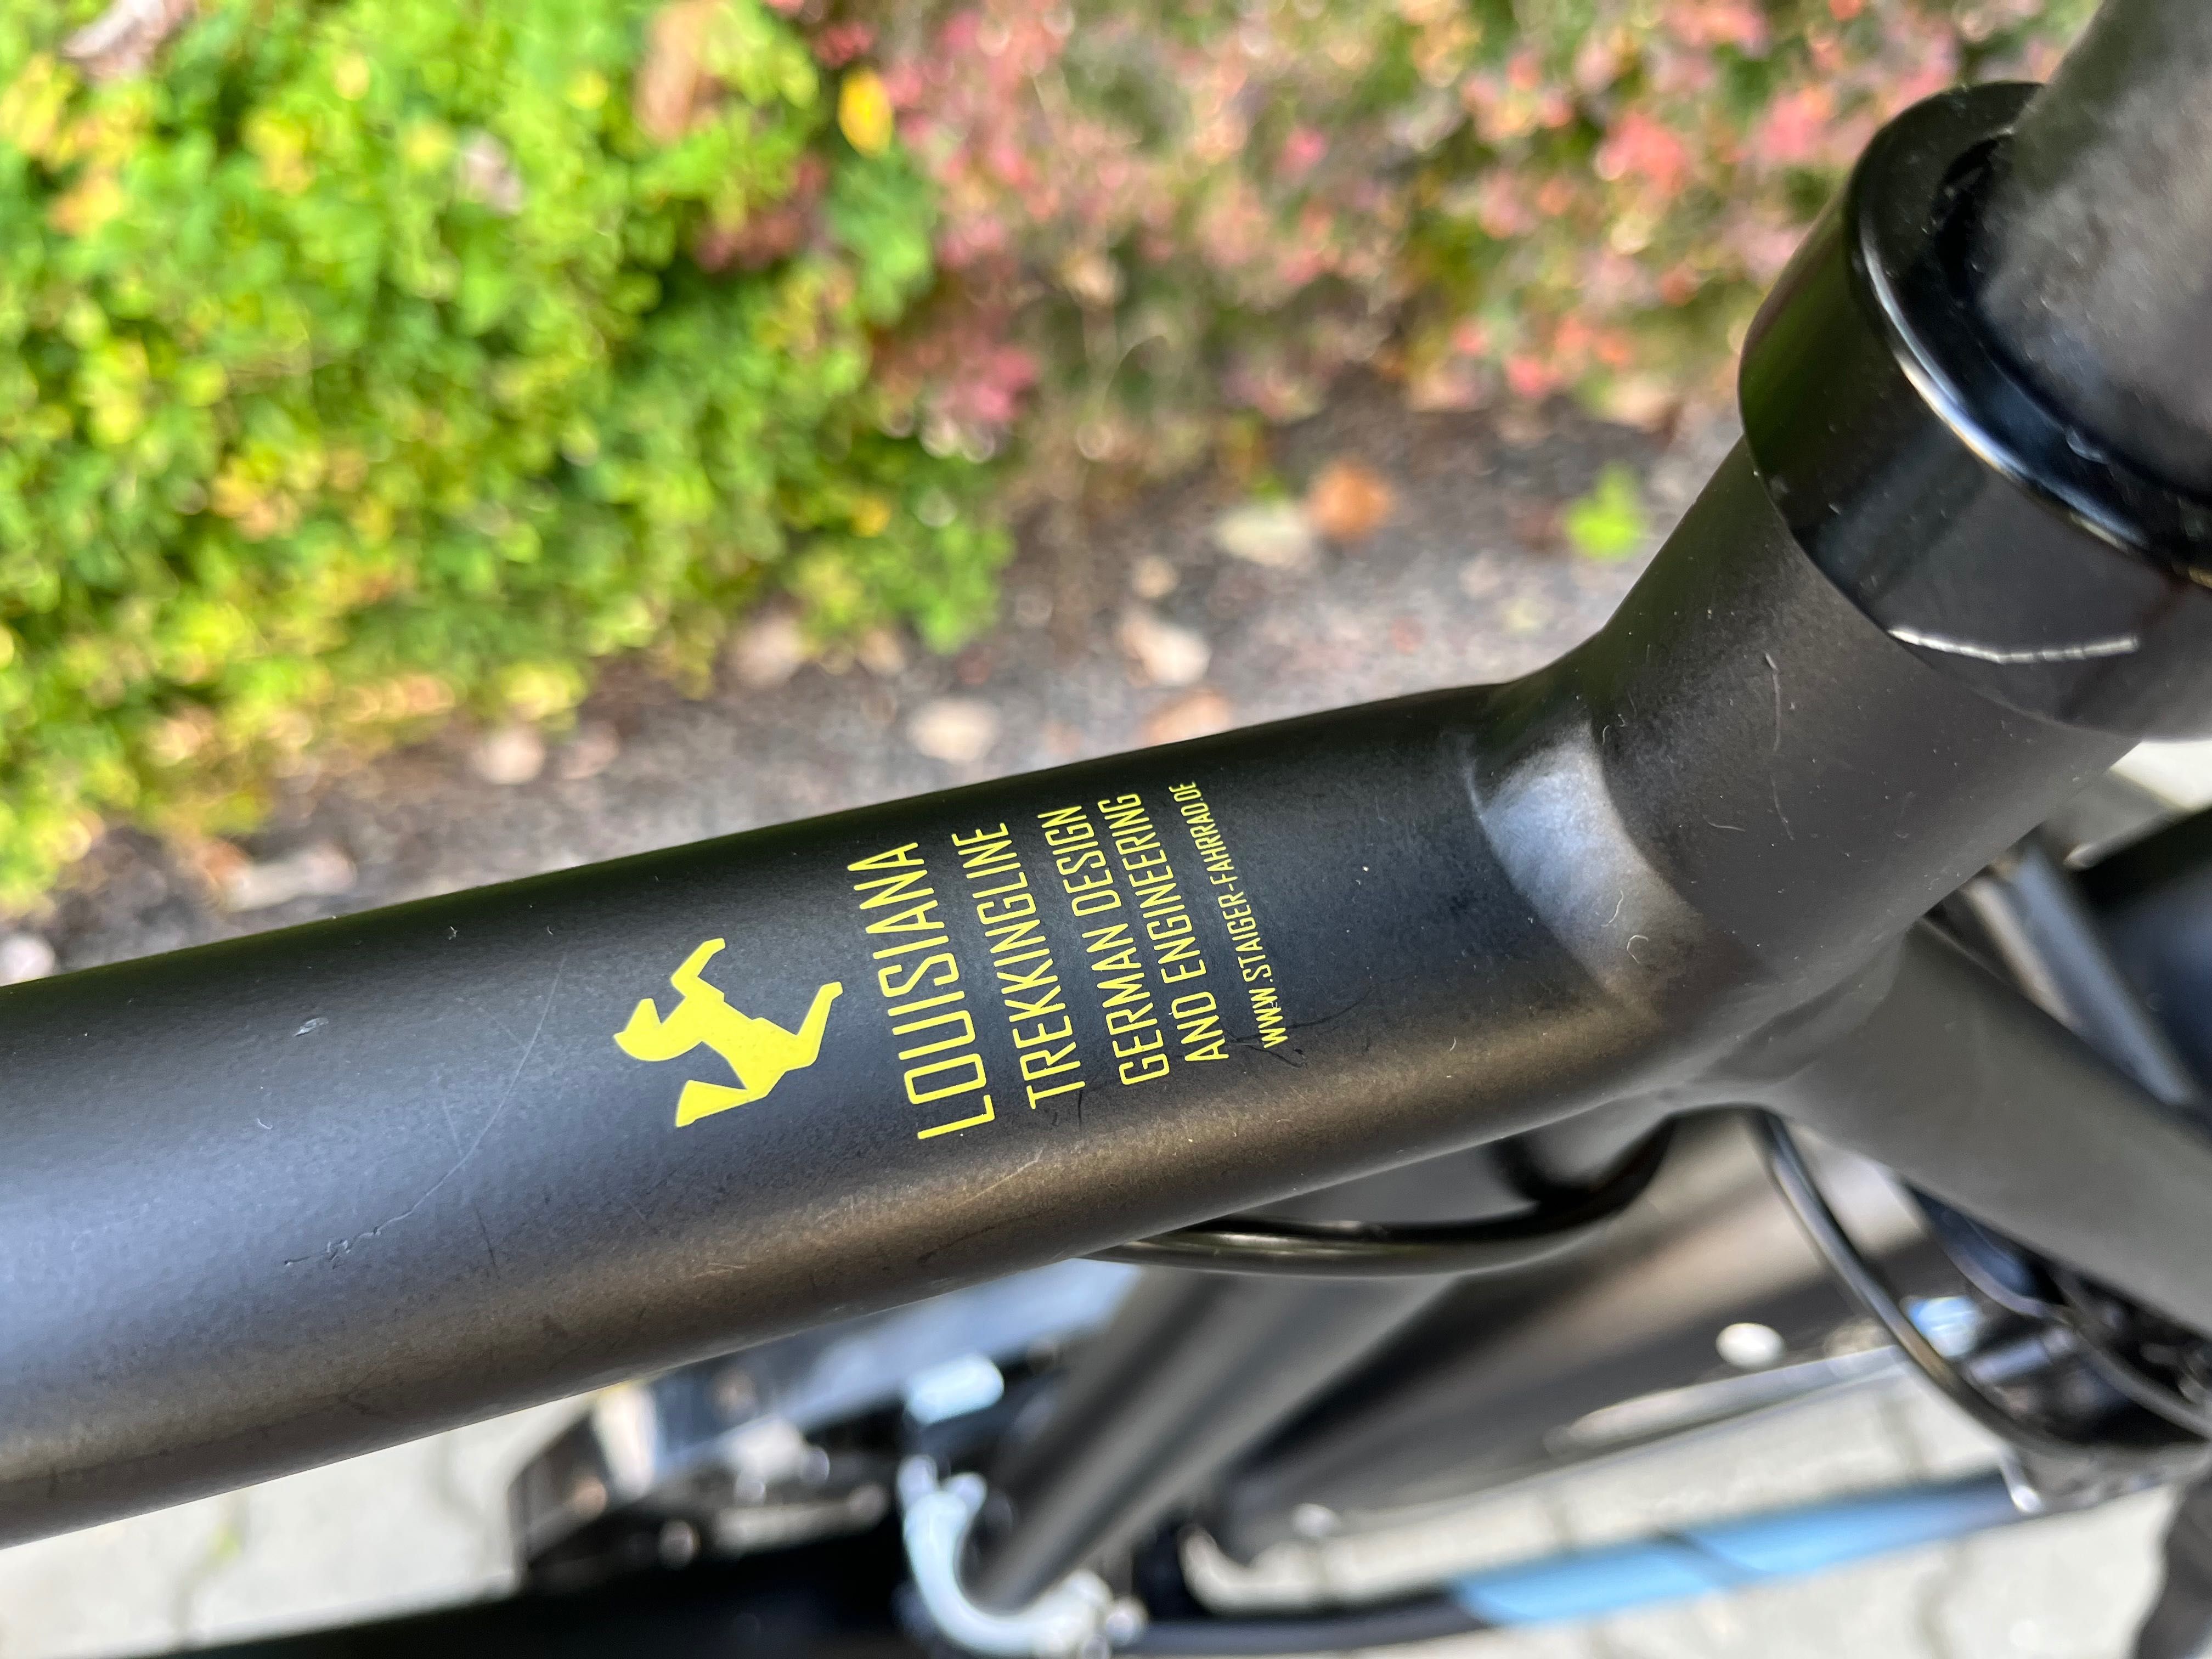 LOUISIANA
TREKKINGLINE
GERMAN DESIGN
AND ENGINEERING
WWW.STAIGER-FAHRRAD.DE